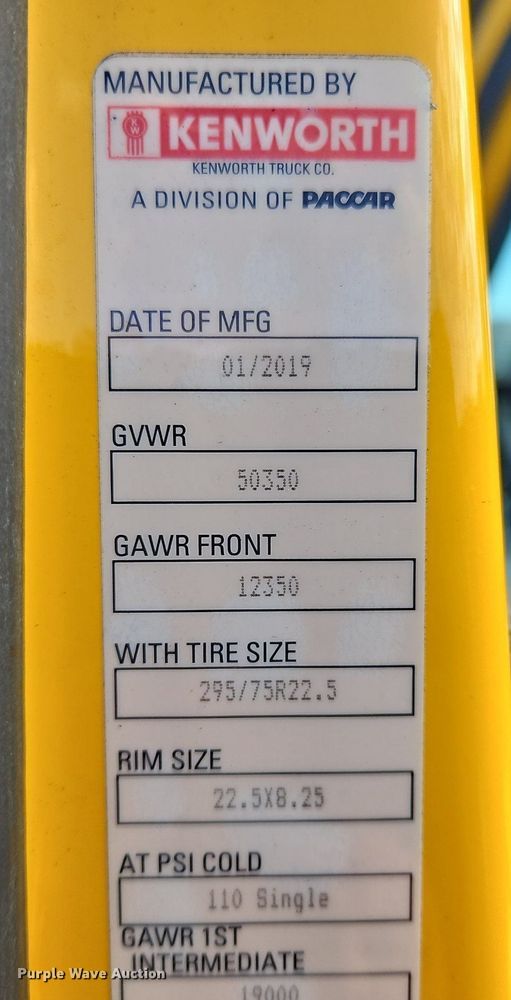 MANUFACTURED BY
KW KENWORTH
KENWORTH TRUCK CO.
A DIVISION OF PACCAR
DATE OF MFG
01/2019
GVWR
50350
GAWR FRONT
12350
WITH TIRE SIZE
295/75R22.5
RIM SIZE
22.5X8.25
AT PSI COLD
110 Single
GAWR 1ST
INTERMEDIATE
19000
Purple Wave Auction